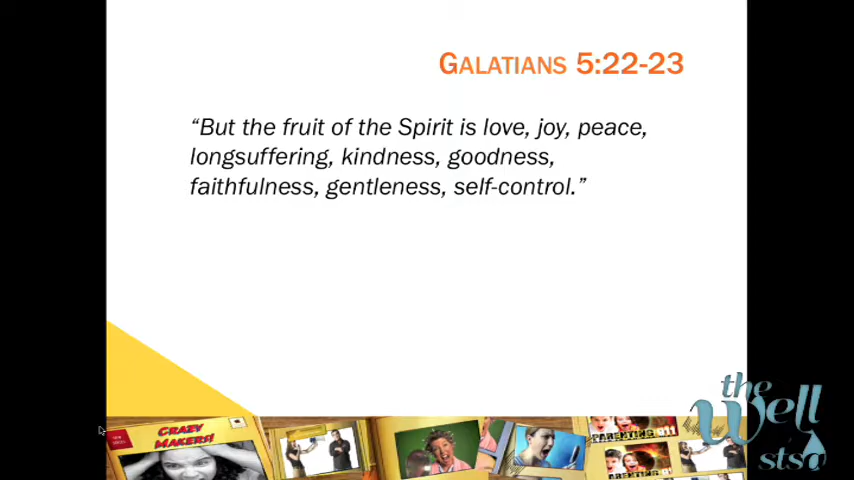 GALATIANS 5:22-23
“But the fruit of the Spirit is love, joy, peace,
longsuffering, kindness, goodness,
faithfulness, gentleness, self-control.”
CRAZY
MAKERS!
PARENTING 911
the
Well
stsa